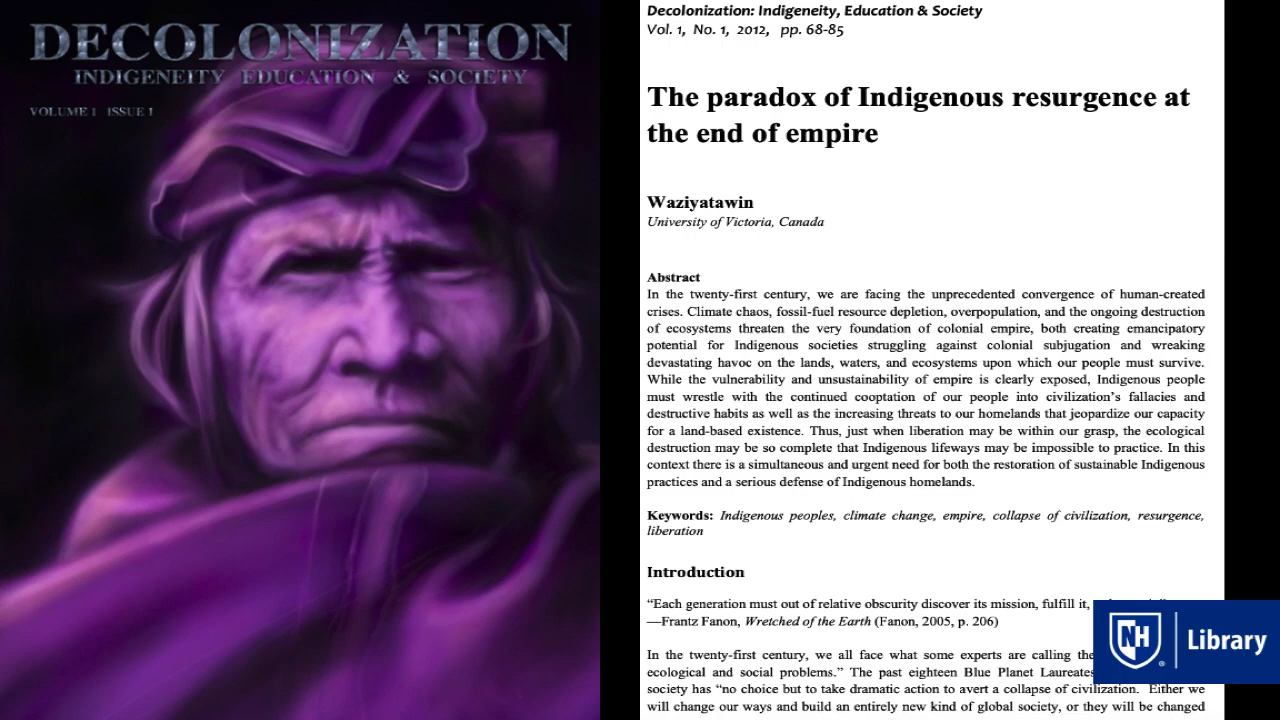 DECOLONIZATION
INDIGENEITY EDUCATION & SOCIETY
VOLUME 1 ISSUE 1
Decolonization: Indigeneity, Education & Society
Vol. 1, No. 1, 2012, pp. 68-85
The paradox of Indigenous resurgence at
the end of empire
Waziyatawin
University of Victoria, Canada
Abstract
In the twenty-first century, we are facing the unprecedented convergence of human-created
crises. Climate chaos, fossil-fuel resource depletion, overpopulation, and the ongoing destruction
of ecosystems threaten the very foundation of colonial empire, both creating emancipatory
potential for Indigenous societies struggling against colonial subjugation and wreaking
devastating havoc on the lands, waters, and ecosystems upon which our people must survive.
While the vulnerability and unsustainability of empire is clearly exposed, Indigenous people
must wrestle with the continued cooptation of our people into civilization’s fallacies and
destructive habits as well as the increasing threats to our homelands that jeopardize our capacity
for a land-based existence. Thus, just when liberation may be within our grasp, the ecological
destruction may be so complete that Indigenous lifeways may be impossible to practice. In this
context there is a simultaneous and urgent need for both the restoration of sustainable Indigenous
practices and a serious defense of Indigenous homelands.
Keywords: Indigenous peoples, climate change, empire, collapse of civilization, resurgence,
liberation
Introduction
“Each generation must out of relative obscurity discover its mission, fulfill it,
—Frantz Fanon, Wretched of the Earth (Fanon, 2005, p. 206)
In the twenty-first century, we all face what some experts are calling the
ecological and social problems.” The past eighteen Blue Planet Laureates
society has “no choice but to take dramatic action to avert a collapse of civilization. Either we
will change our ways and build an entirely new kind of global society, or they will be changed
NH
Library